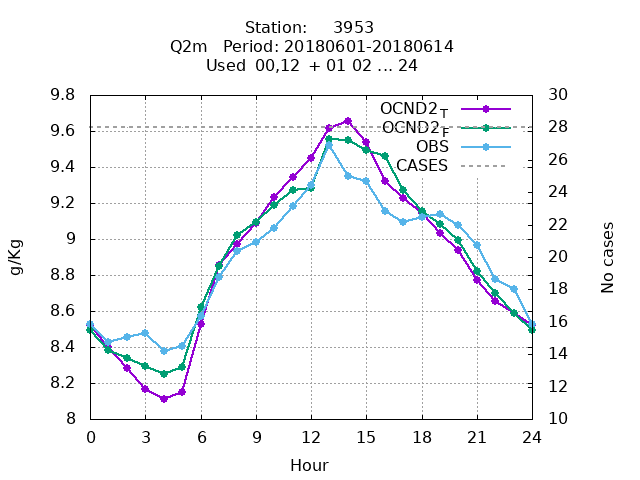 Station: 3953
Q2m Period: 20180601-20180614
Used 00,12 + 01 02 ... 24
9.8
9.6
9.4
9.2
9
8.8
8.6
8.4
8.2
8
30
28
26
24
22
20
18
16
14
12
10
OCND2T
OCND2F
OBS
CASES
g/Kg
No cases
0 3 6 9 12 15 18 21 24
Hour